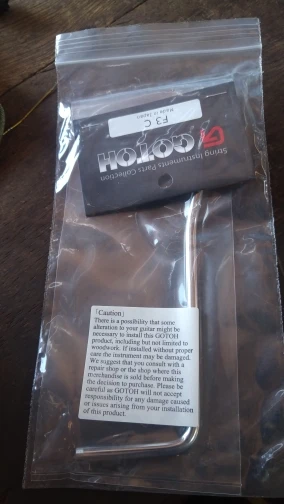 F3 C
Made in Japan
GOTOH
String Instruments Parts Collection
「Caution」
There is a possibility that some
alteration to your guitar might be
necessary to install this GOTOH
product, including but not limited to
woodwork. If installed without proper
care the instrument may be damaged.
We suggest that you consult with a
repair shop or the shop where this
merchandise is sold before making
the decision to purchase. Please be
careful as GOTOH will not accept
responsibility for any damage caused
or issues arising from your installation
of this product.